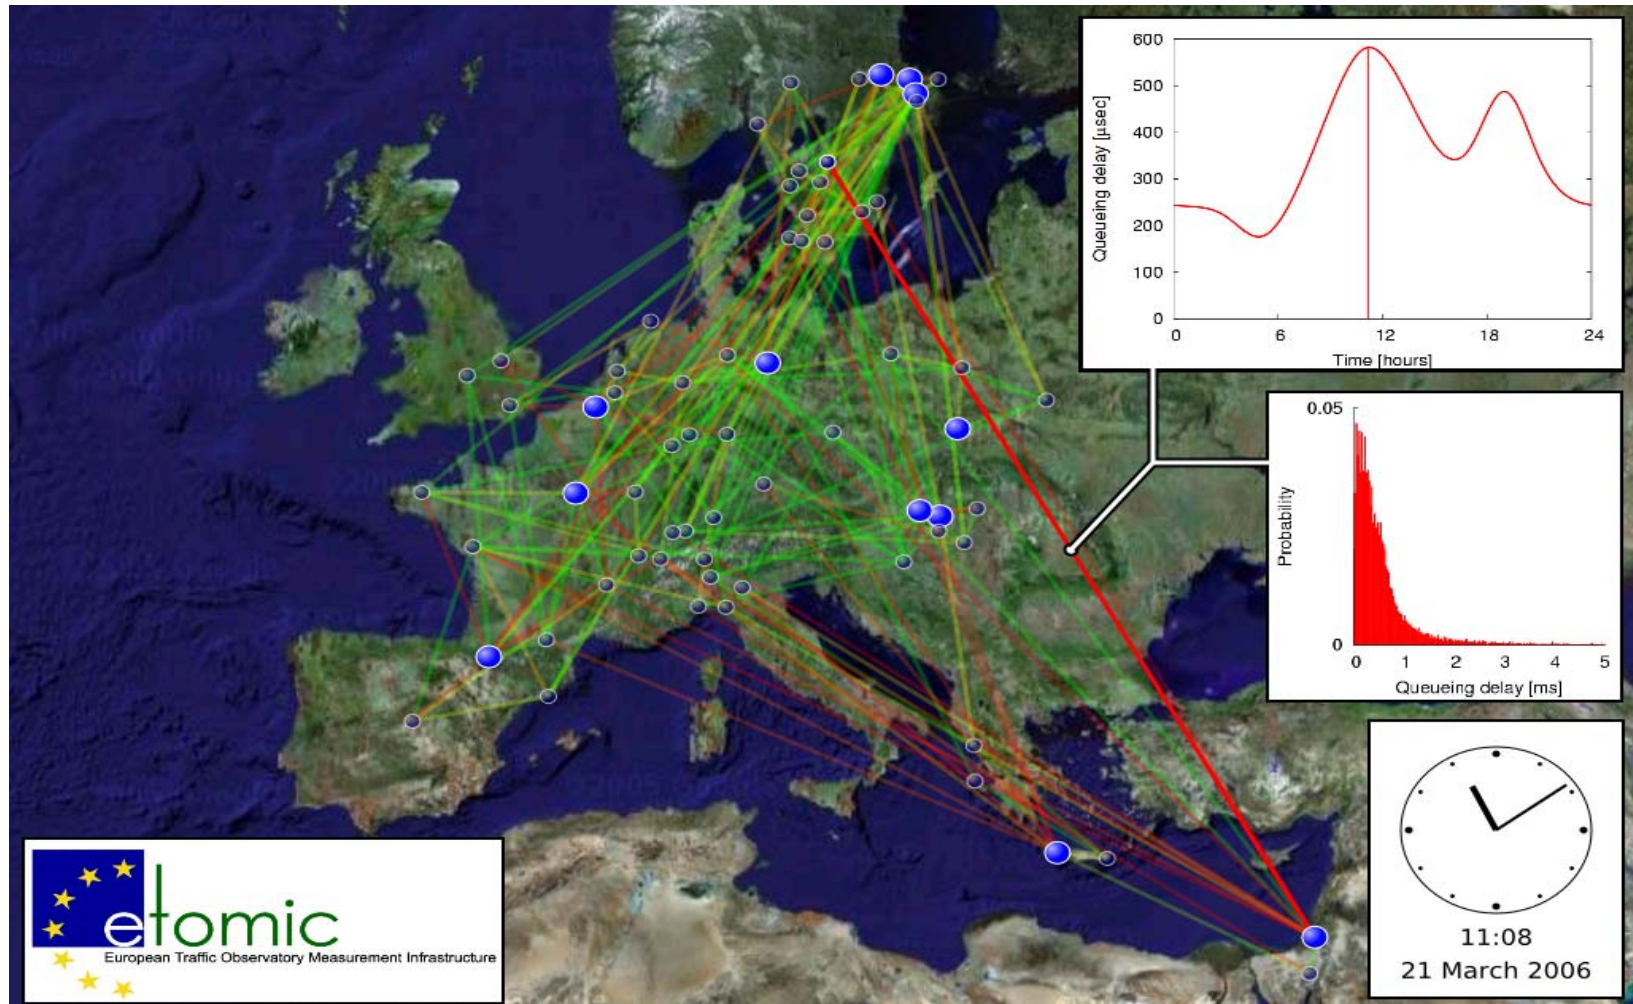 600
500
400
300
200
100
0
Queueing delay [μsec]
0 6 12 18 24
Time [hours]
0.05
0
Probability
0 1 2 3 4 5
Queueing delay [ms]
11:08
21 March 2006
etomic
European Traffic Observatory Measurement Infrastructure